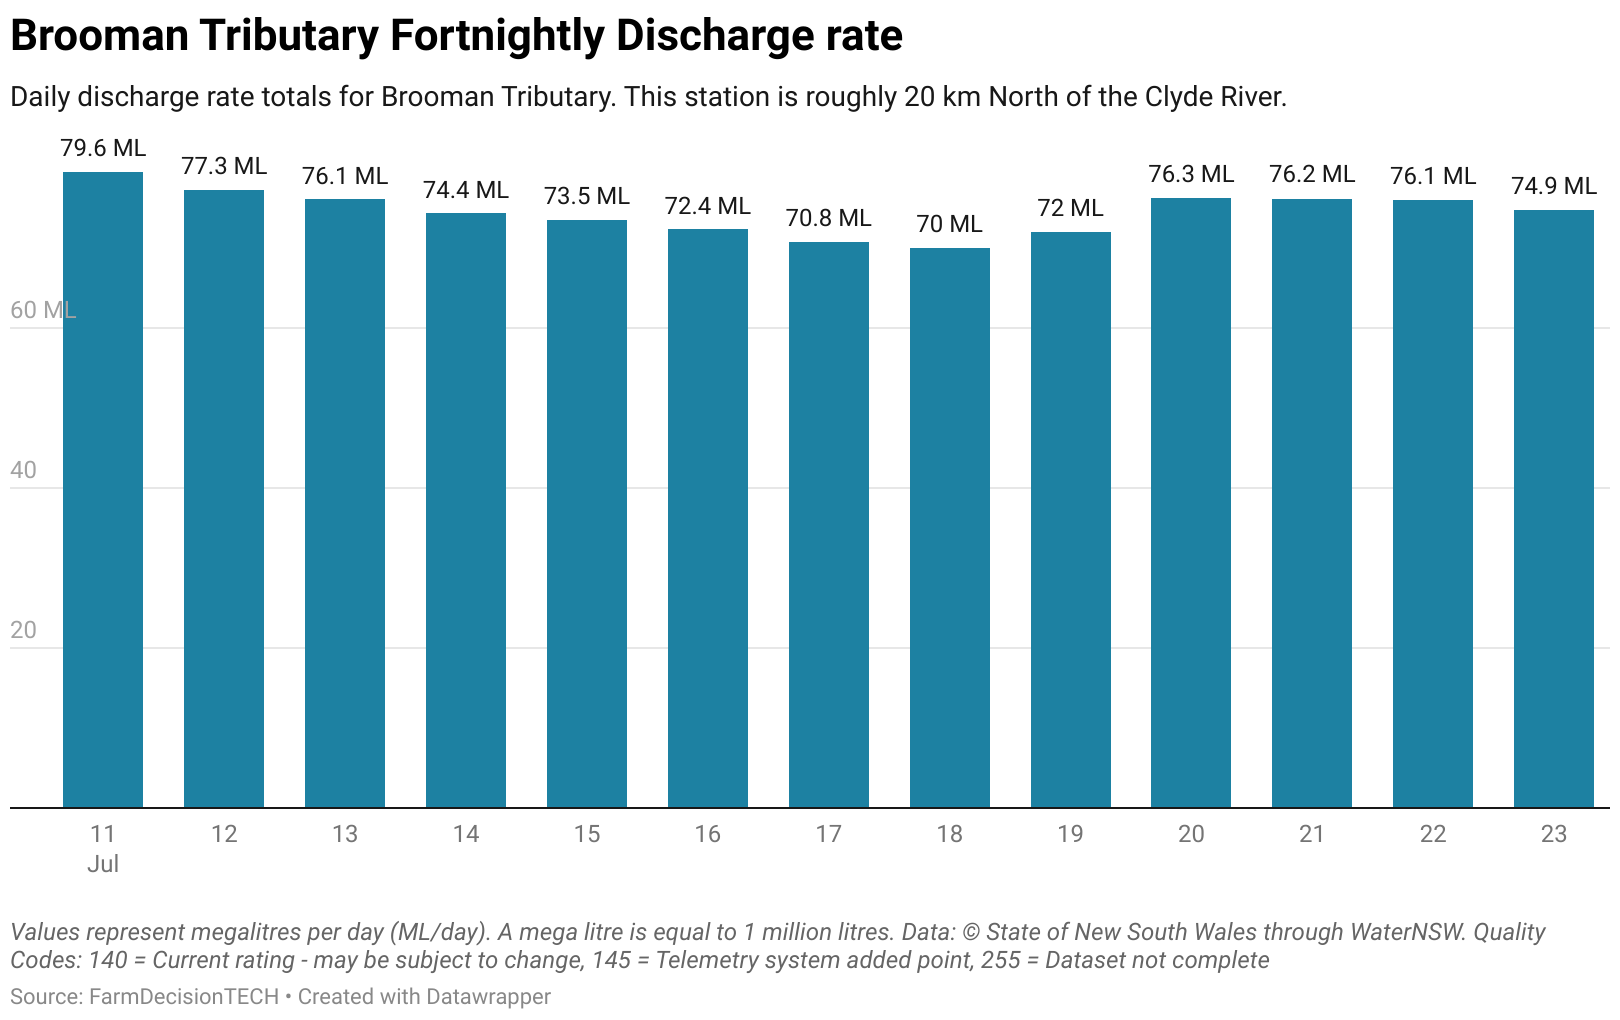 Brooman Tributary Fortnightly Discharge rate
Daily discharge rate totals for Brooman Tributary. This station is roughly 20 km North of the Clyde River.
79.6 ML 77.3 ML 76.1 ML 74.4 ML 73.5 ML 72.4 ML 70.8 ML 70 ML 72 ML 76.3 ML 76.2 ML 76.1 ML 74.9 ML
60 ML
40
20
11 12 13 14 15 16 17 18 19 20 21 22 23
Jul
Values represent megalitres per day (ML/day). A mega litre is equal to 1 million litres. Data: © State of New South Wales through WaterNSW. Quality
Codes: 140 = Current rating - may be subject to change, 145 = Telemetry system added point, 255 = Dataset not complete
Source: FarmDecisionTECH • Created with Datawrapper